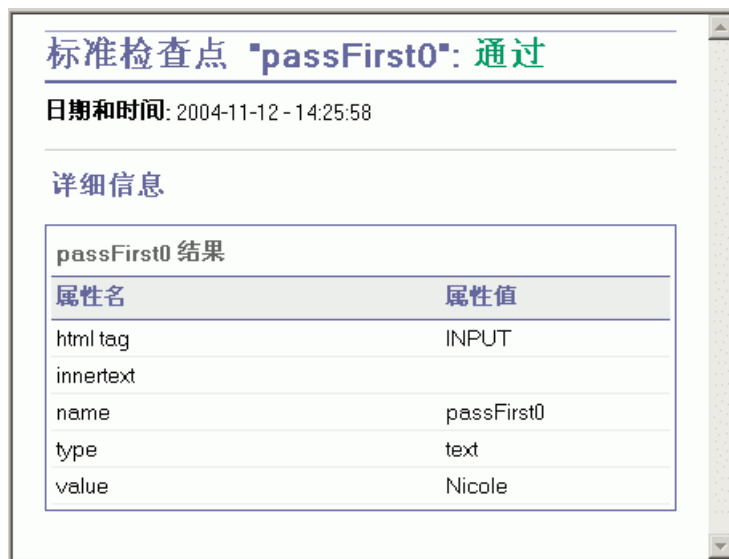 标准检查点 "passFirst0": 通过
日期和时间: 2004-11-12 - 14:25:58
详细信息
passFirst0 结果
属性名 属性值
html tag INPUT
innertext
name passFirst0
type text
value Nicole